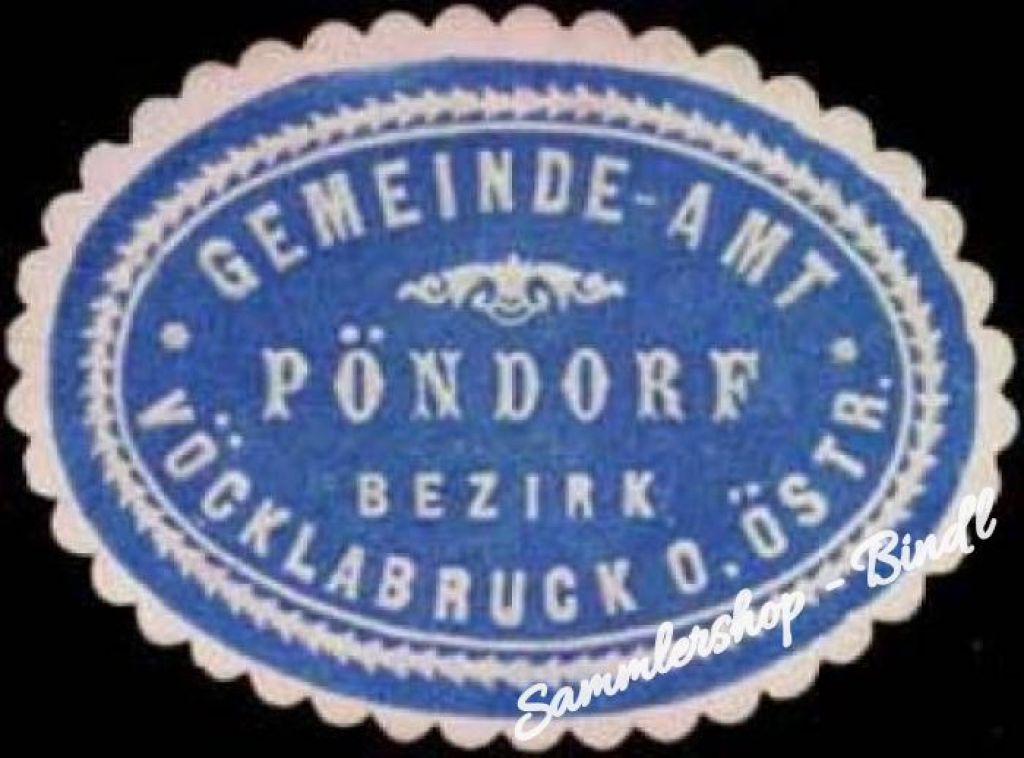 GEMEINDE-AMT
PÖNDORF
BEZIRK
VÖCKLABRUCK O. ÖSTR.
Sammlershop - Bindl